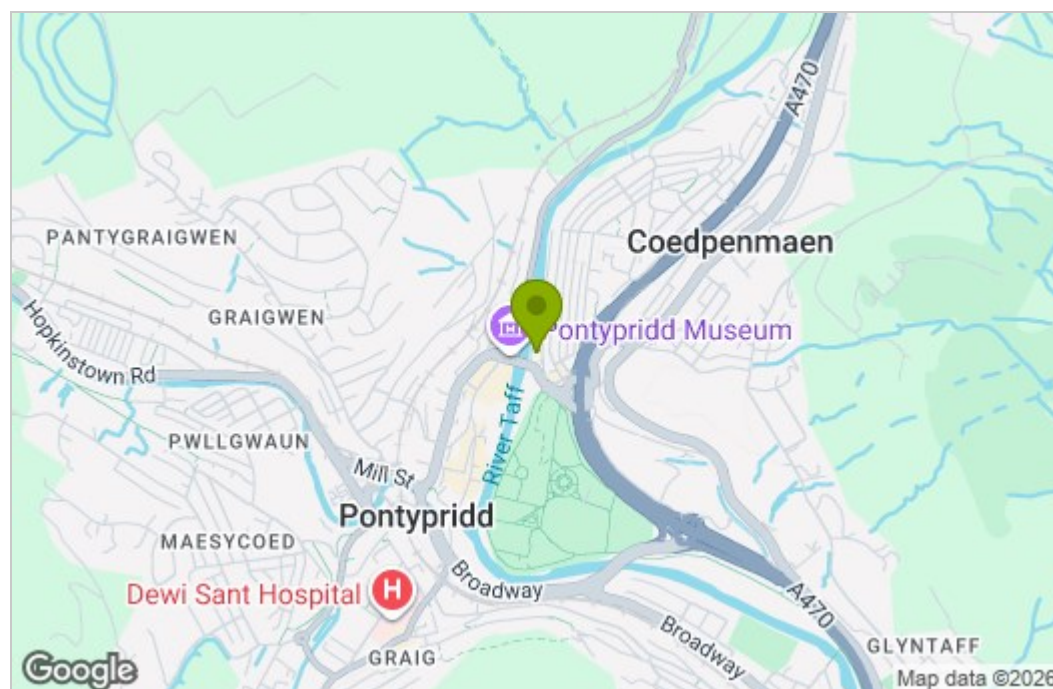 A470
Coedpenmaen
PANTYGRAIGWEN
GRAIGWEN
Pontypridd Museum
Hopkinstown Rd
River Taff
PWLLGWAUN
Mill St
Pontypridd
MAESYCOED
Dewi Sant Hospital
H
Broadway
A470
Broadway
GRAIG
GLYNTAFF
Google
Map data ©2026